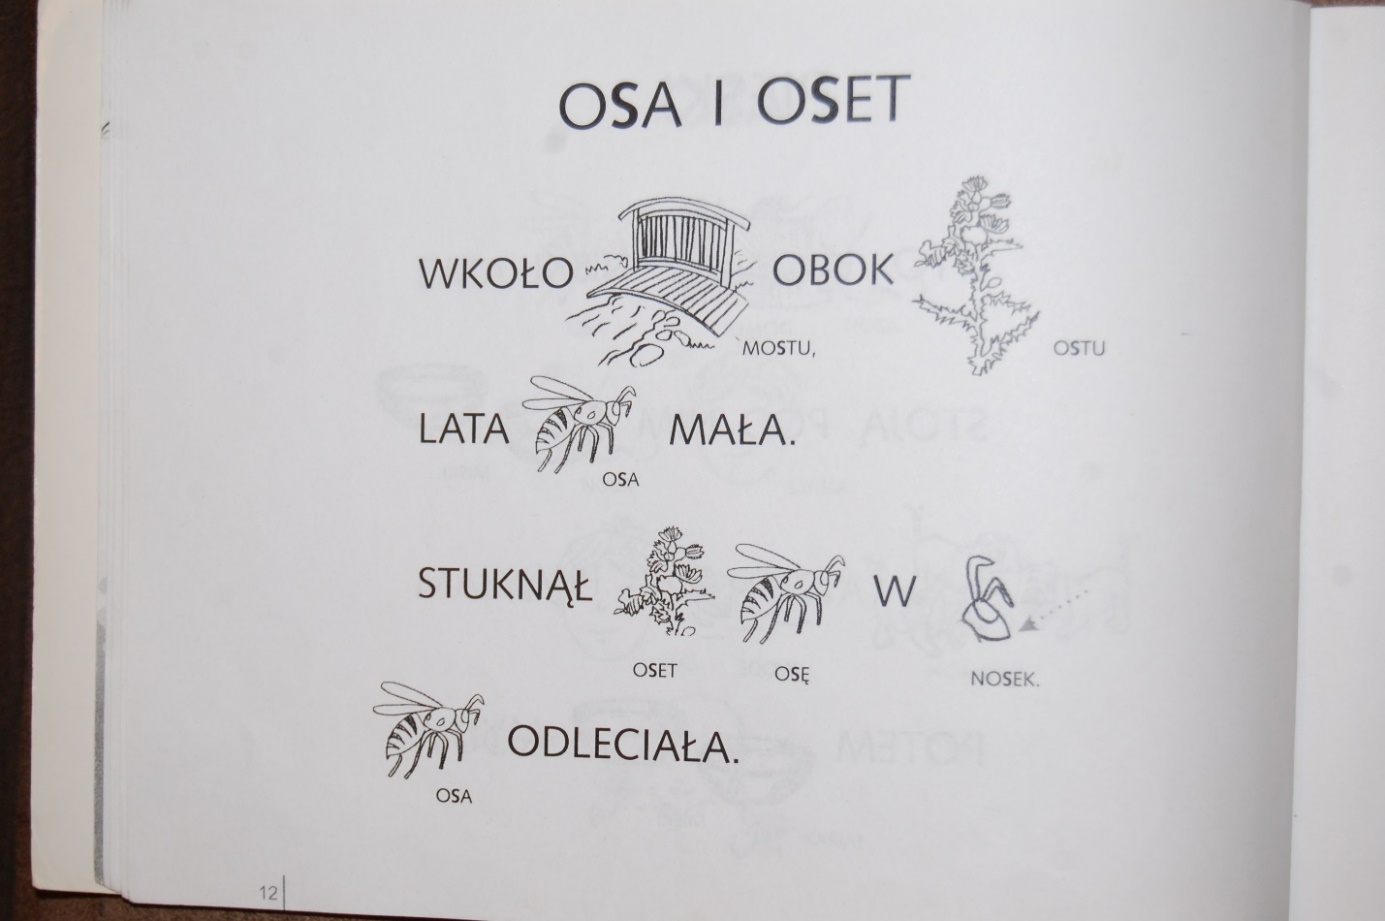 OSA I OSET
WKOŁO MOSTU, OBOK OSTU
LATA OSA MAŁA.
STUKNĄŁ OSET OSĘ W NOSEK.
OSA ODLECIAŁA.
12